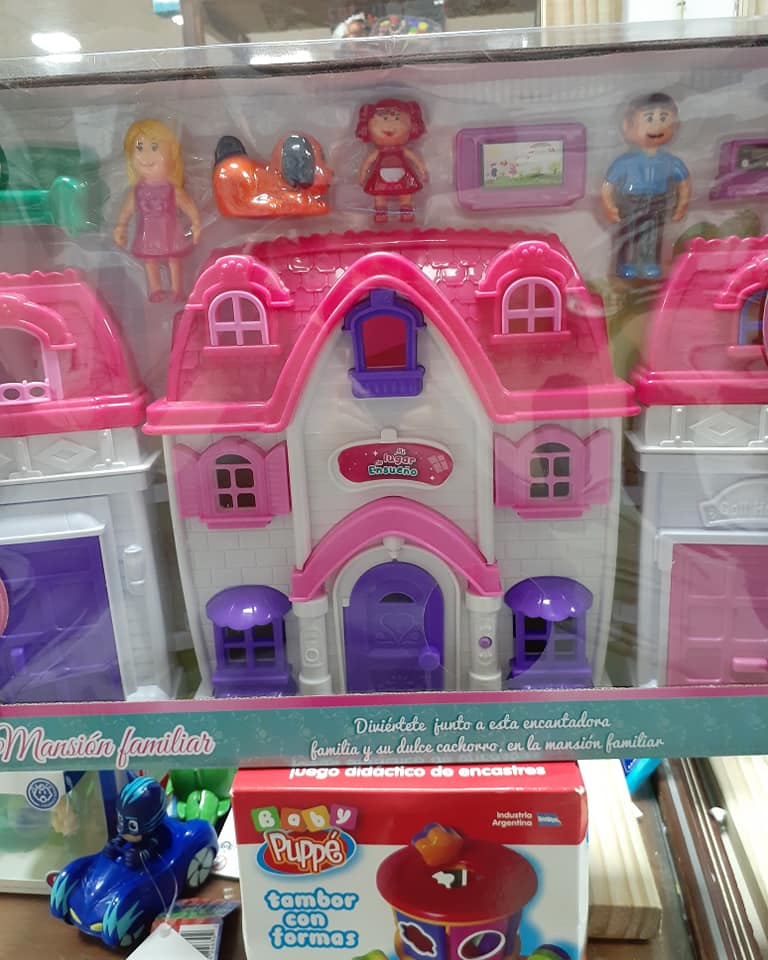 Mi
lugar
de
Ensueño
Mansión familiar
Diviértete junto a esta encantadora
familia y su dulce cachorro, en la mansión familiar
juego didáctico de encastres
Baby
Puppé
Industria
Argentina
tambor
con
formas